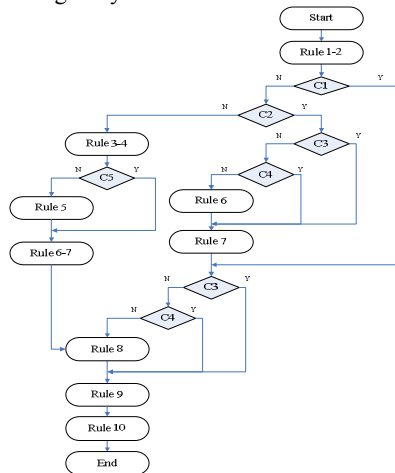 Start
Rule 1-2
N
C1
Y
N
C2
Y
Rule 3-4
C3
N
Y
N
C5
Y
C4
N
Y
Rule 5
Rule 6
Rule 6-7
Rule 7
N
C3
Y
N
C4
Y
Rule 8
Rule 9
Rule 10
End